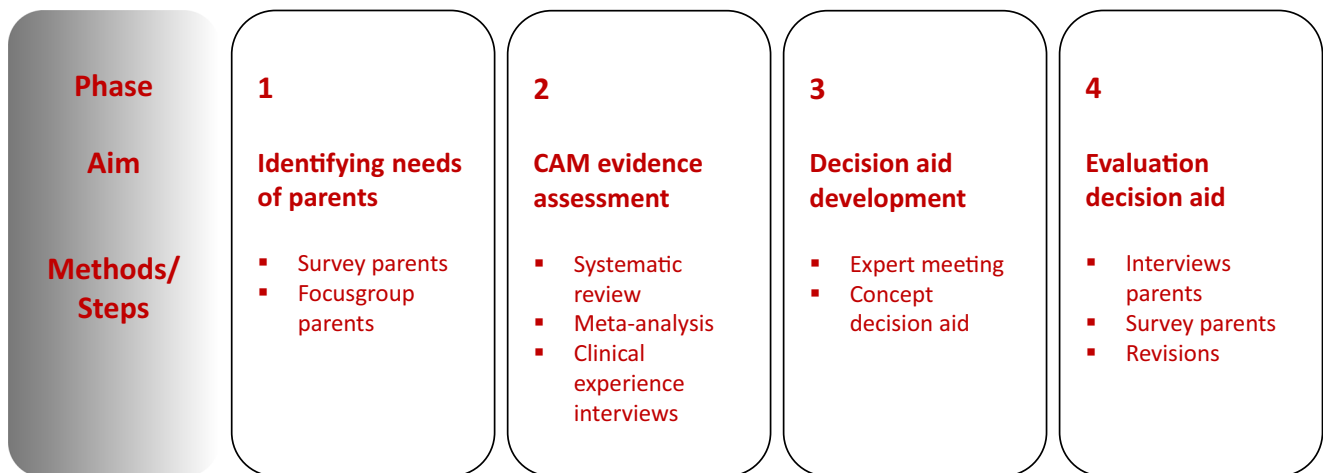 Phase
Aim
Methods/
Steps
1
Identifying needs
of parents
▪ Survey parents
▪ Focusgroup
parents
2
CAM evidence
assessment
▪ Systematic
review
▪ Meta-analysis
▪ Clinical
experience
interviews
3
Decision aid
development
▪ Expert meeting
▪ Concept
decision aid
4
Evaluation
decision aid
▪ Interviews
parents
▪ Survey parents
▪ Revisions